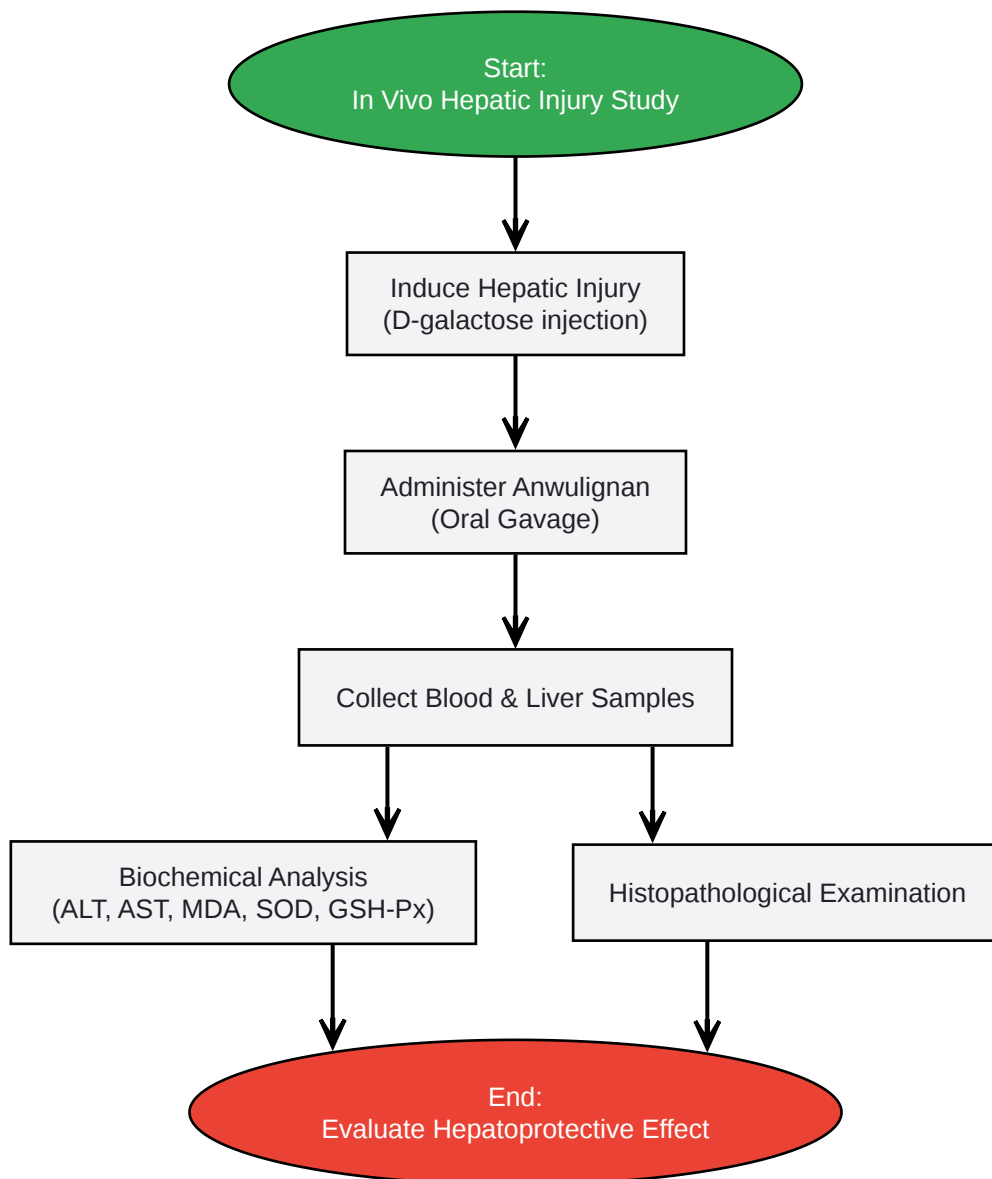 Start:
In Vivo Hepatic Injury Study
Induce Hepatic Injury
(D-galactose injection)
Administer Anwulignan
(Oral Gavage)
Collect Blood & Liver Samples
Biochemical Analysis
(ALT, AST, MDA, SOD, GSH-Px)
Histopathological Examination
End:
Evaluate Hepatoprotective Effect